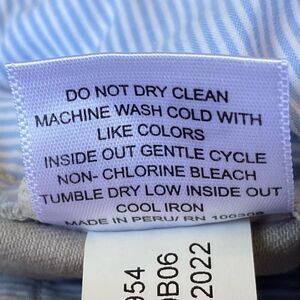 DO NOT DRY CLEAN
MACHINE WASH COLD WITH
LIKE COLORS
INSIDE OUT GENTLE CYCLE
NON- CHLORINE BLEACH
TUMBLE DRY LOW INSIDE OUT
COOL IRON
MADE IN PERU/ RN
954
0B06
2022